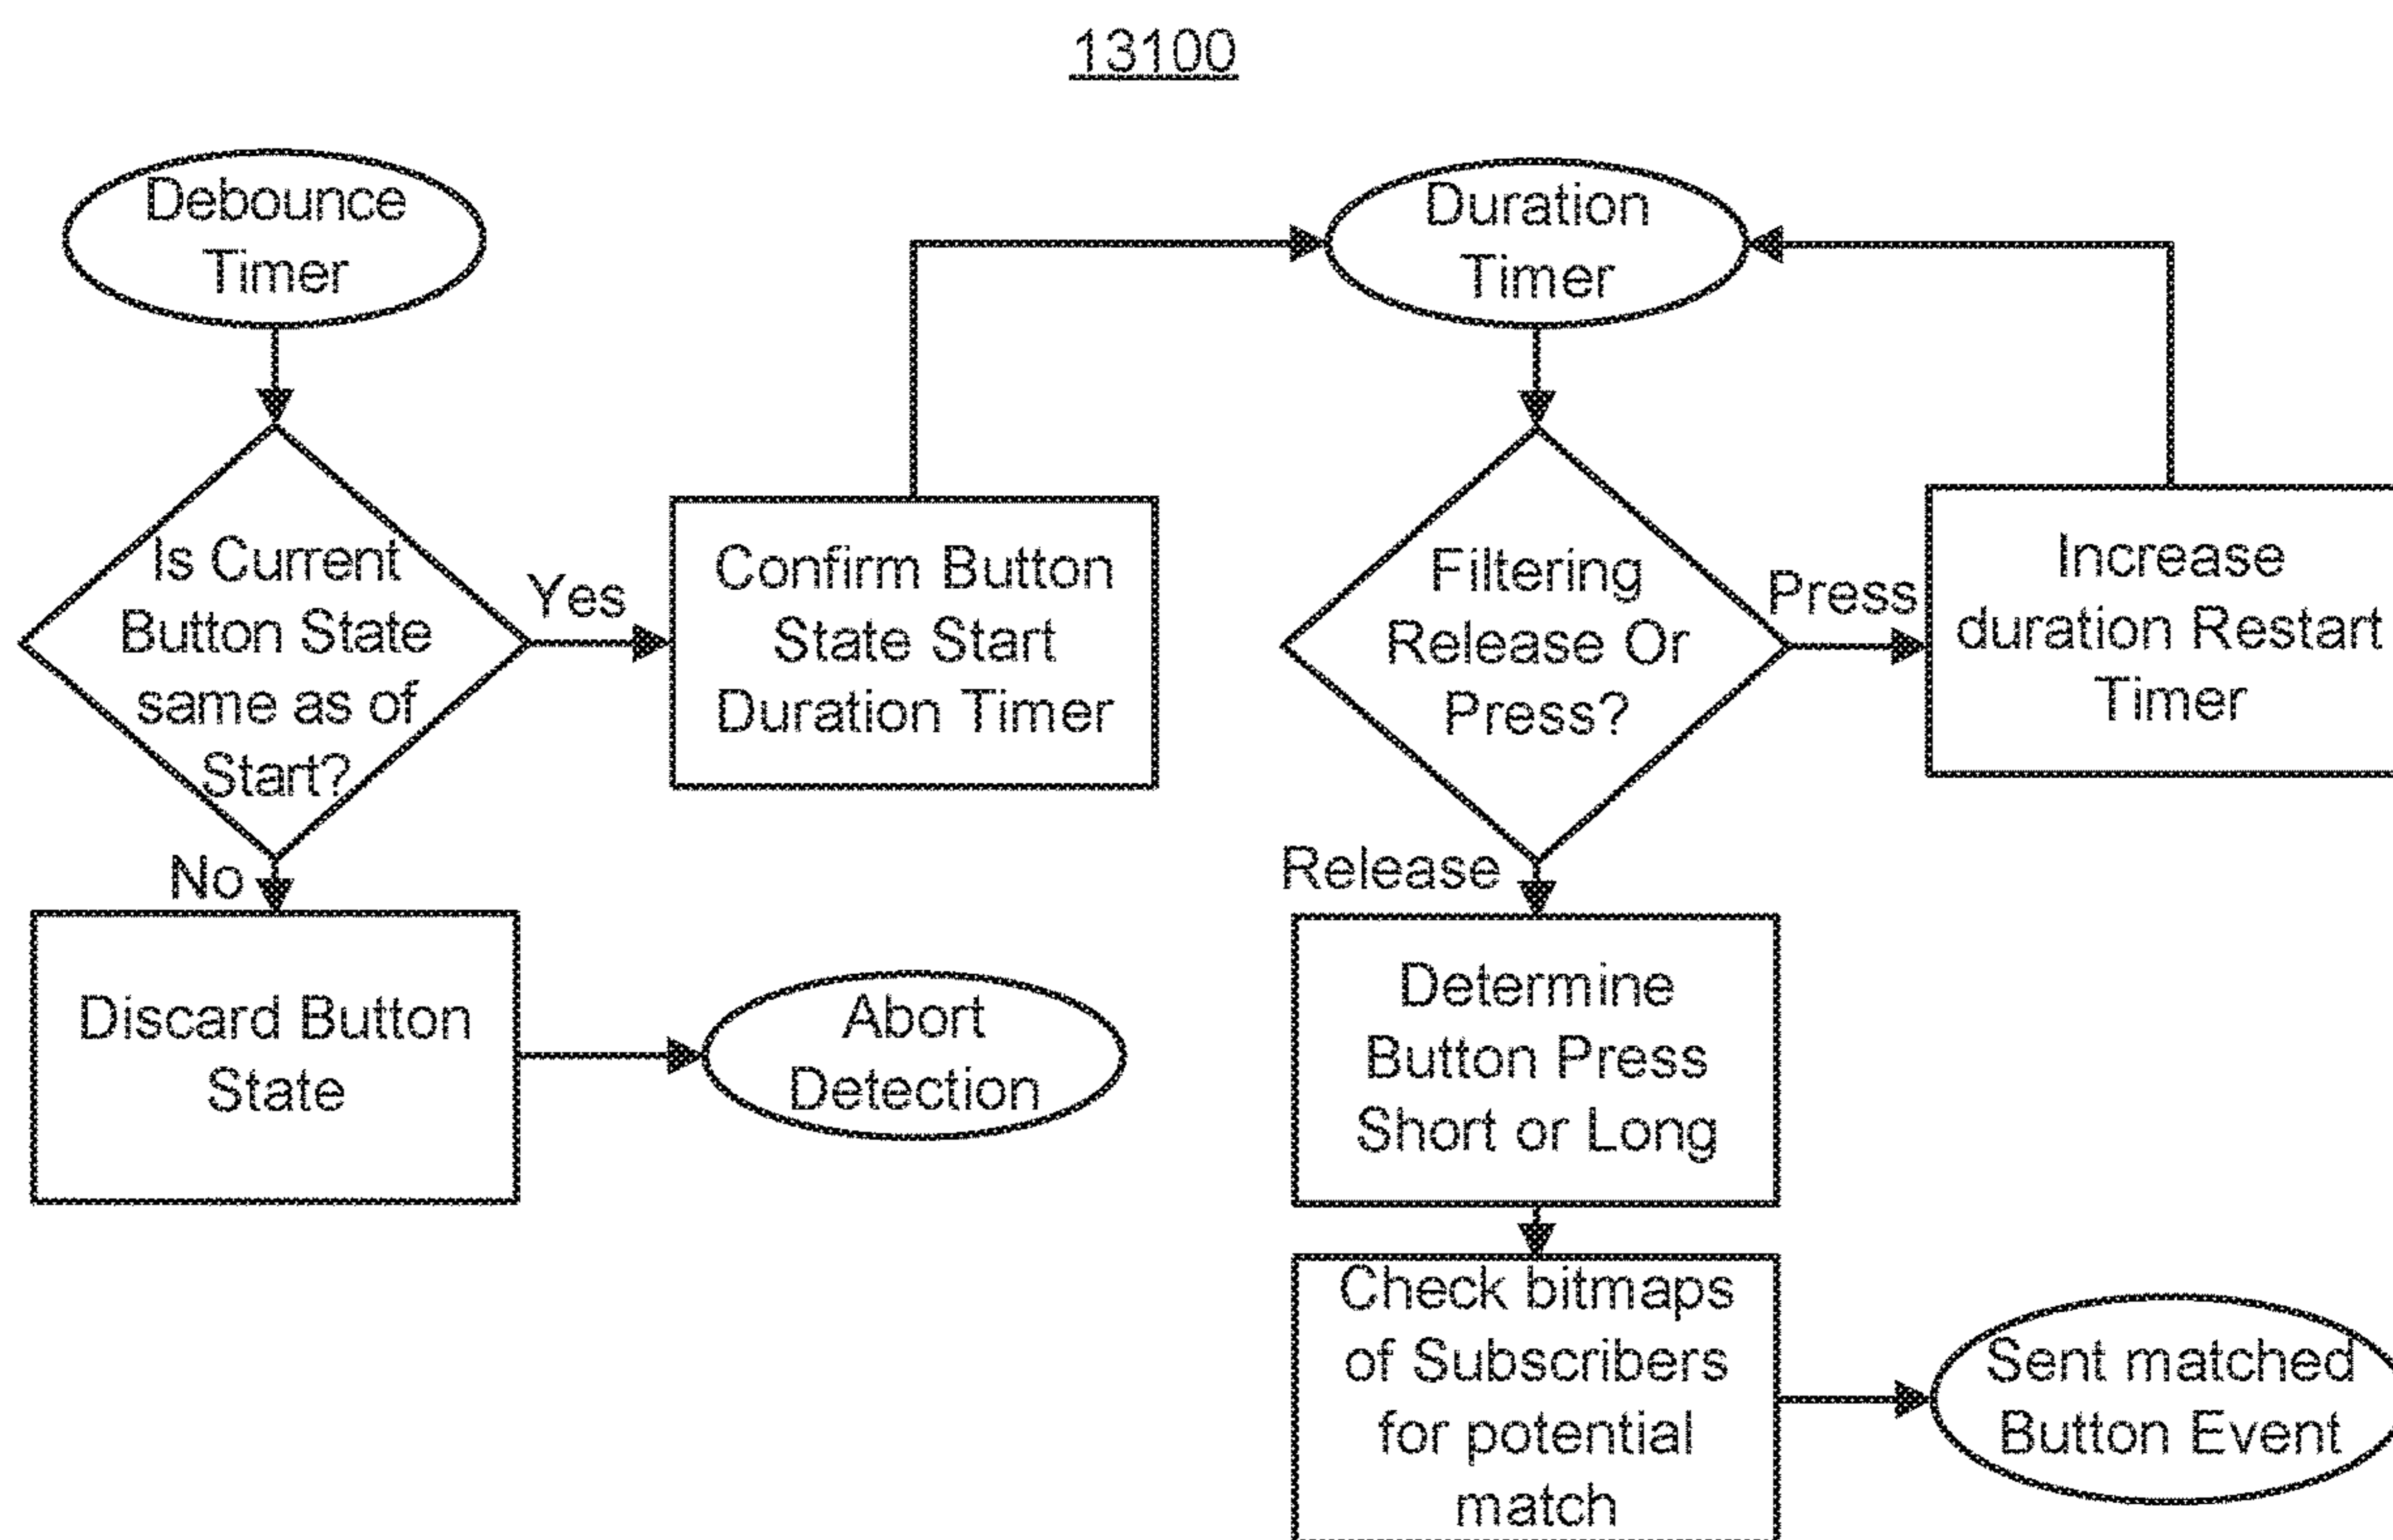 13100
Debounce
Timer
Is Current
Button State
same as of
Start?
Yes
No
Confirm Button
State Start
Duration Timer
Discard Button
State
Abort
Detection
Duration
Timer
Filtering
Release Or
Press?
Press
Increase
duration Restart
Timer
Release
Determine
Button Press
Short or Long
Check bitmaps
of Subscribers
for potential
match
Sent matched
Button Event